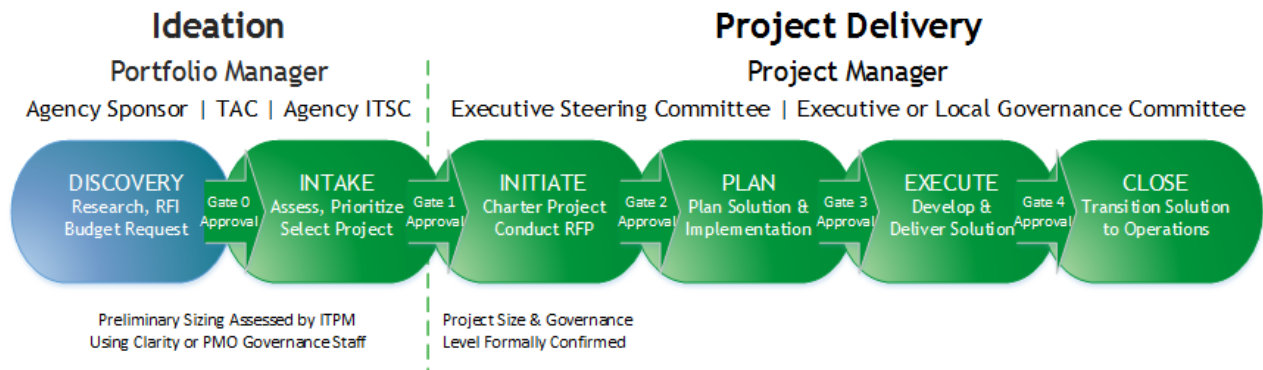 Ideation
Portfolio Manager
Agency Sponsor | TAC | Agency ITSC
Project Delivery
Project Manager
Executive Steering Committee | Executive or Local Governance Committee
DISCOVERY
Research, RFI
Budget Request
Gate 0
Approval
INTAKE
Assess, Prioritize
Select Project
Gate 1
Approval
INITIATE
Charter Project
Conduct RFP
Gate 2
Approval
PLAN
Plan Solution &
Implementation
Gate 3
Approval
EXECUTE
Develop &
Deliver Solution
Gate 4
Approval
CLOSE
Transition Solution
to Operations
Preliminary Sizing Assessed by ITPM
Using Clarity or PMO Governance Staff
Project Size & Governance
Level Formally Confirmed